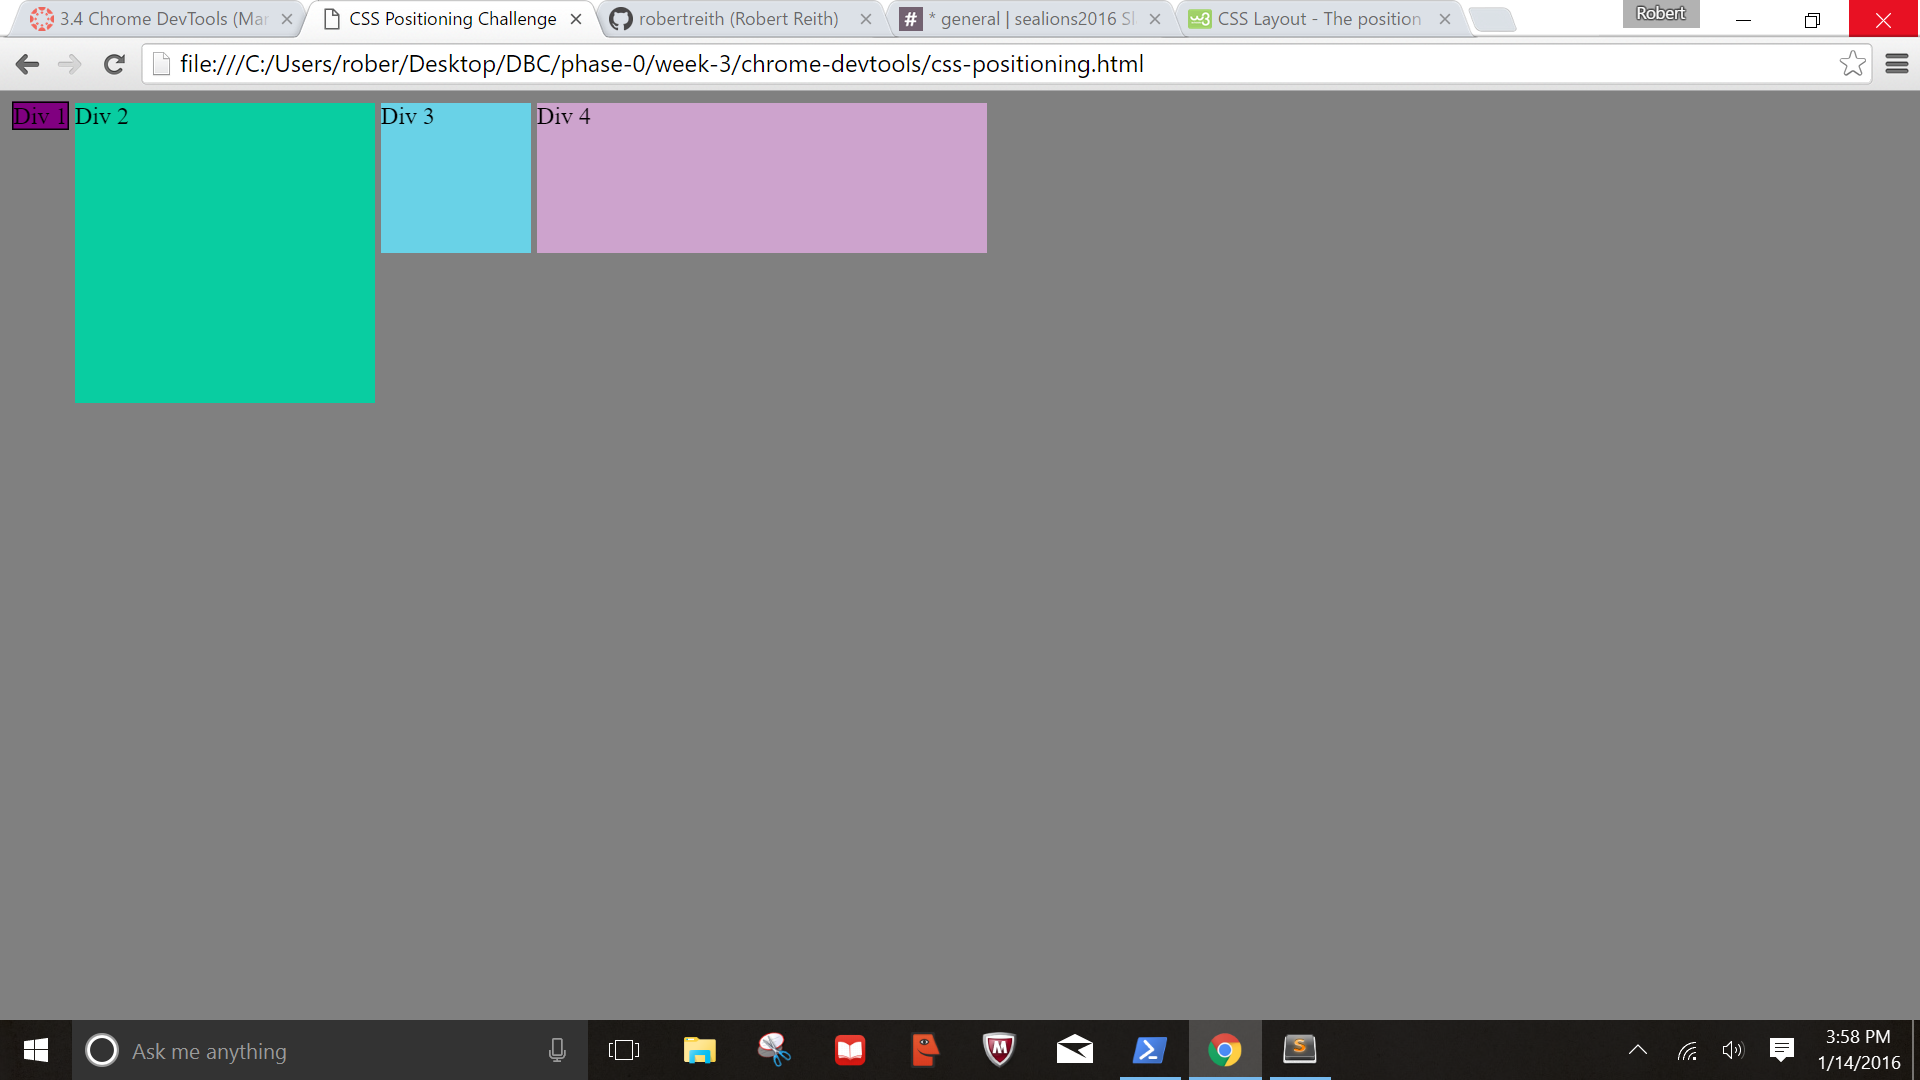 3.4 Chrome DevTools (Mar
CSS Positioning Challenge
robertreith (Robert Reith)
# * general | sealions2016 Sl
w3 CSS Layout - The position
Robert
file:///C:/Users/rober/Desktop/DBC/phase-0/week-3/chrome-devtools/css-positioning.html
Div 1
Div 2
Div 3
Div 4
Ask me anything
M
S
3:58 PM
1/14/2016